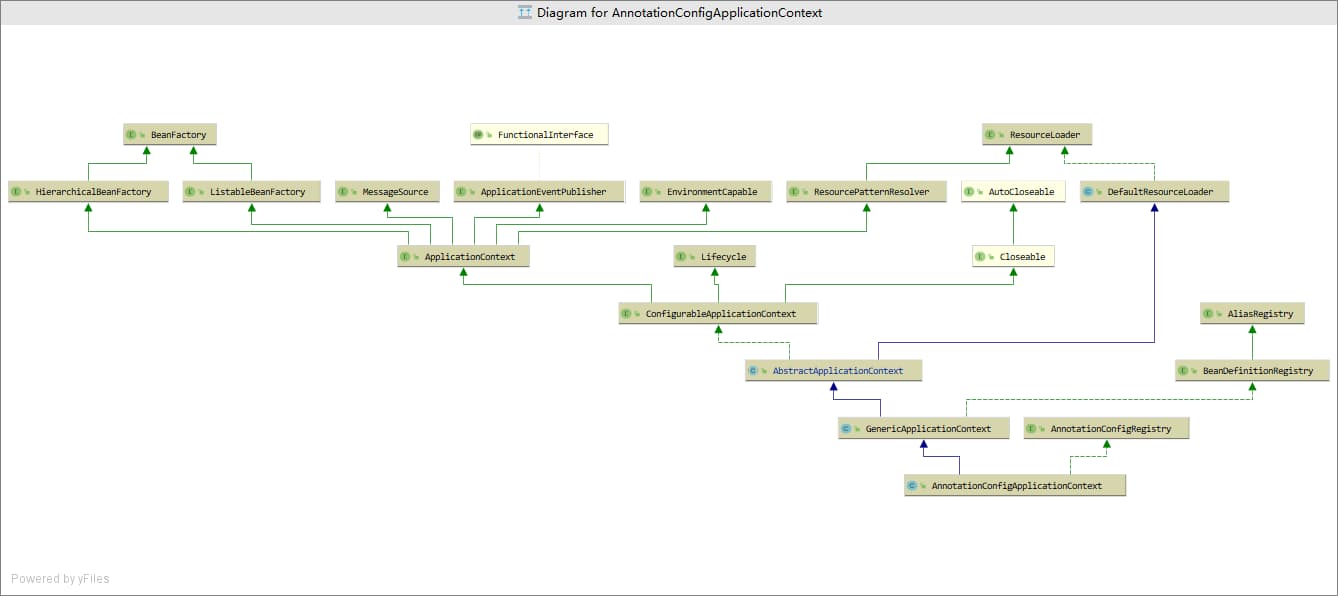 Diagram for AnnotationConfigApplicationContext
BeanFactory
FunctionalInterface
ResourceLoader
HierarchicalBeanFactory
ListableBeanFactory
MessageSource
ApplicationEventPublisher
EnvironmentCapable
ResourcePatternResolver
AutoCloseable
DefaultResourceLoader
ApplicationContext
Lifecycle
Closeable
ConfigurableApplicationContext
AliasRegistry
AbstractApplicationContext
BeanDefinitionRegistry
GenericApplicationContext
AnnotationConfigRegistry
AnnotationConfigApplicationContext
Powered by yFiles